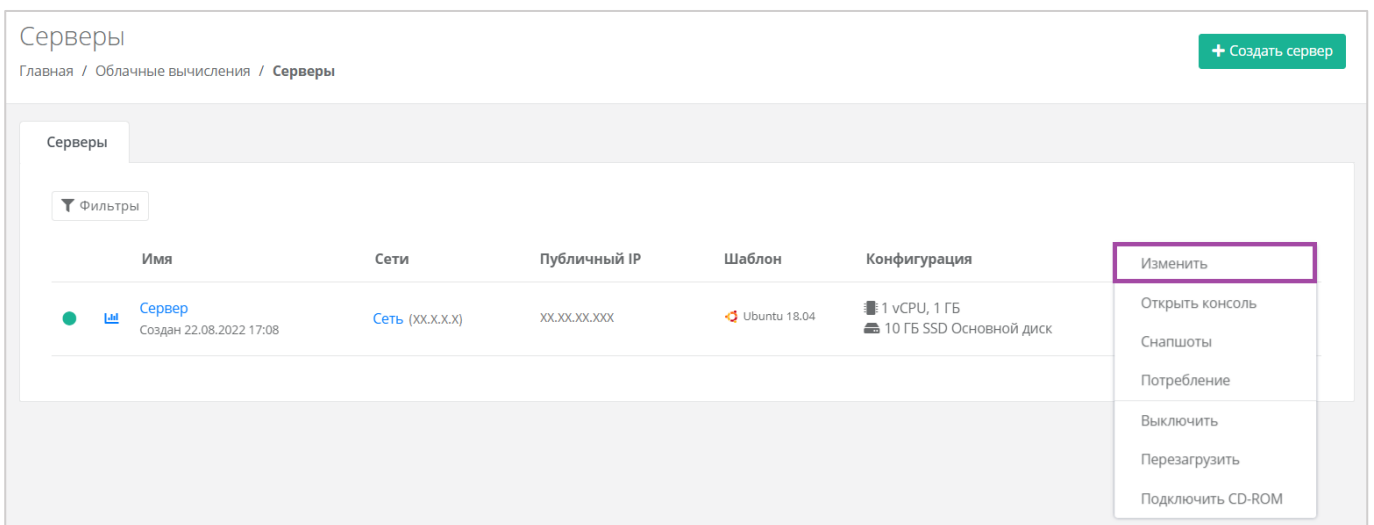 Серверы
+ Создать сервер
Главная / Облачные вычисления / Серверы
Серверы
Фильтры
Имя Сети Публичный IP Шаблон Конфигурация
Сервер
Создан 22.08.2022 17:08
Сеть (XX.X.X.X)
XX.XX.XX.XXX
Ubuntu 18.04
1 vCPU, 1 ГБ
10 ГБ SSD Основной диск
Изменить
Открыть консоль
Снапшоты
Потребление
Выключить
Перезагрузить
Подключить CD-ROM